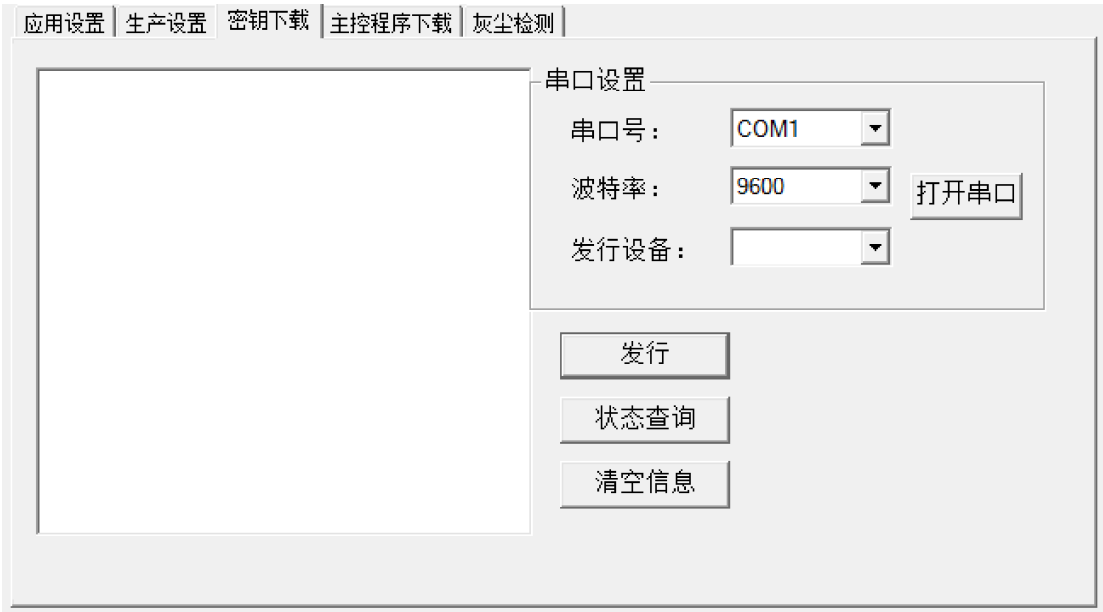 应用设置 生产设置 密钥下载 主控程序下载 灰尘检测
串口设置
串口号： COM1
波特率： 9600
打开串口
发行设备：
发行
状态查询
清空信息